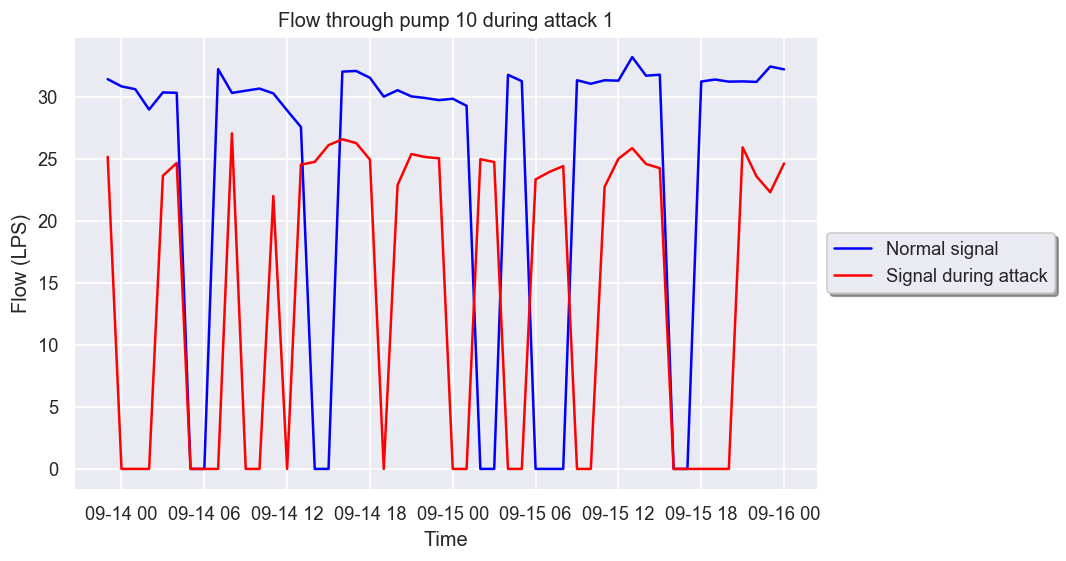 Flow through pump 10 during attack 1
Flow (LPS)
30
25
20
15
10
5
0
09-14 00 09-14 06 09-14 12 09-14 18 09-15 00 09-15 06 09-15 12 09-15 18 09-16 00
Time
Normal signal
Signal during attack